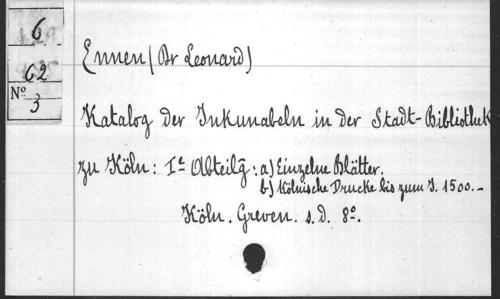 6
62
Nº 3
Ennen (Dr Leonard)
Katalog der Inkunabeln in der Stadt-Bibliothek
zu Köln: Iᵉ Abteilg: a) Einzelne Blätter.
b) Kölnische Drucke bis zum J. 1500.-
Köln. Greven. s.d. 8º.